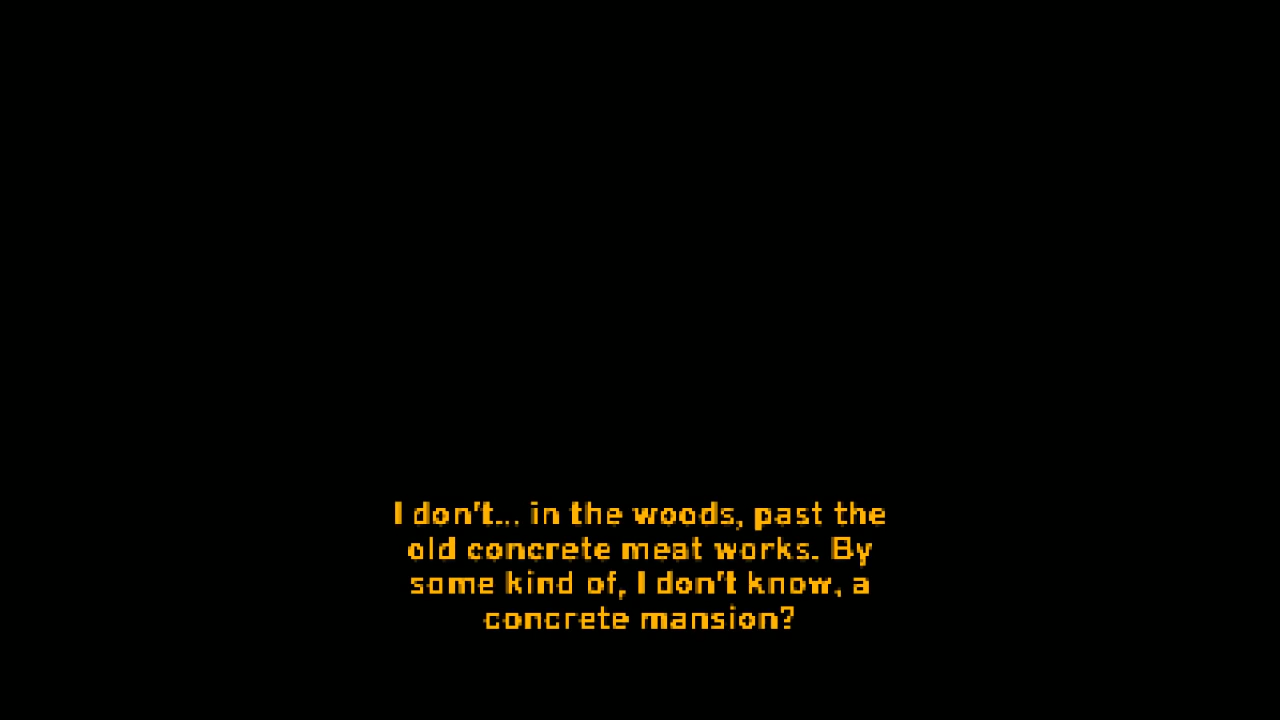 I don't... in the woods, past the
old concrete meat works. By
some kind of, I don't know, a
concrete mansion?